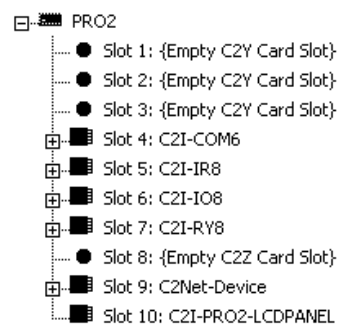 PRO2
Slot 1: {Empty C2Y Card Slot}
Slot 2: {Empty C2Y Card Slot}
Slot 3: {Empty C2Y Card Slot}
Slot 4: C2I-COM6
Slot 5: C2I-IR8
Slot 6: C2I-IO8
Slot 7: C2I-RY8
Slot 8: {Empty C2Z Card Slot}
Slot 9: C2Net-Device
Slot 10: C2I-PRO2-LCDPANEL